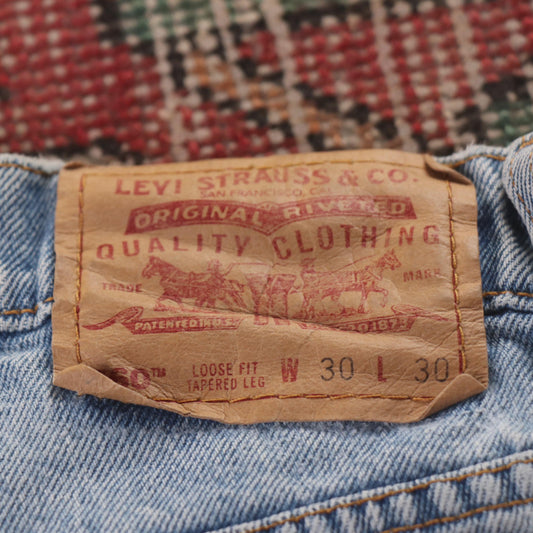 LEVI STRAUSS & CO.
SAN FRANCISCO, CAL
ORIGINAL RIVETED
QUALITY CLOTHING
TRADE MARK
PATENTED IN U.S.
LOOSE FIT
TAPERED LEG
W 30 L 30